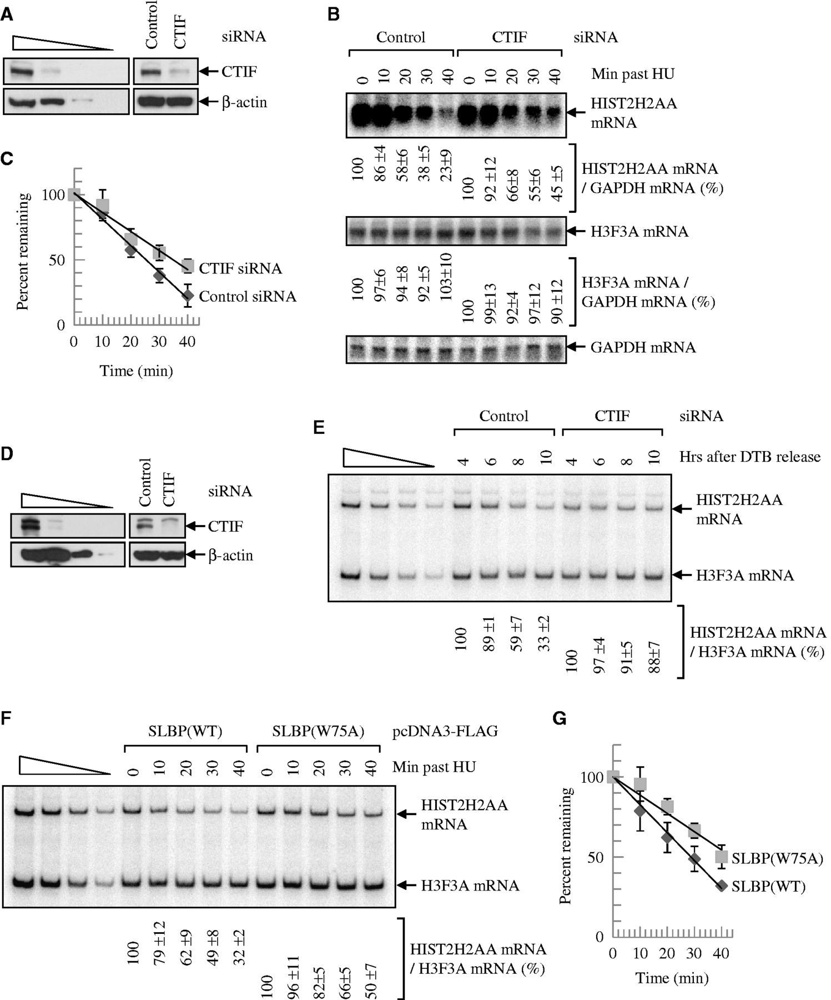 A
Control
CTIF
siRNA
CTIF
β-actin
B
Control CTIF siRNA
0 10 20 30 40 0 10 20 30 40 Min past HU
HIST2H2AA
mRNA
100 86 ±4 58±6 38 ±5 23±9 100 92 ±12 66±8 55±6 45 ±5
HIST2H2AA mRNA
/ GAPDH mRNA (%)
H3F3A mRNA
100 97±6 94 ±8 92 ±5 103±10 100 99±13 92±4 97±12 90 ±12
H3F3A mRNA /
GAPDH mRNA (%)
GAPDH mRNA
C
Percent remaining
100
50
0
0 10 20 30 40
Time (min)
CTIF siRNA
Control siRNA
D
Control
CTIF
siRNA
CTIF
β-actin
E
Control CTIF siRNA
4 6 8 10 4 6 8 10 Hrs after DTB release
HIST2H2AA
mRNA
H3F3A mRNA
100 89 ±1 59 ±7 33 ±2 100 97 ±4 91±5 88±7
HIST2H2AA mRNA
/ H3F3A mRNA (%)
F
SLBP(WT) SLBP(W75A) pcDNA3-FLAG
0 10 20 30 40 0 10 20 30 40 Min past HU
HIST2H2AA
mRNA
H3F3A mRNA
100 79 ±12 62 ±9 49 ±8 32 ±2 100 96 ±11 82±5 66±5 50 ±7
HIST2H2AA mRNA
/ H3F3A mRNA (%)
G
Percent remaining
100
50
0
0 10 20 30 40
Time (min)
SLBP(W75A)
SLBP(WT)